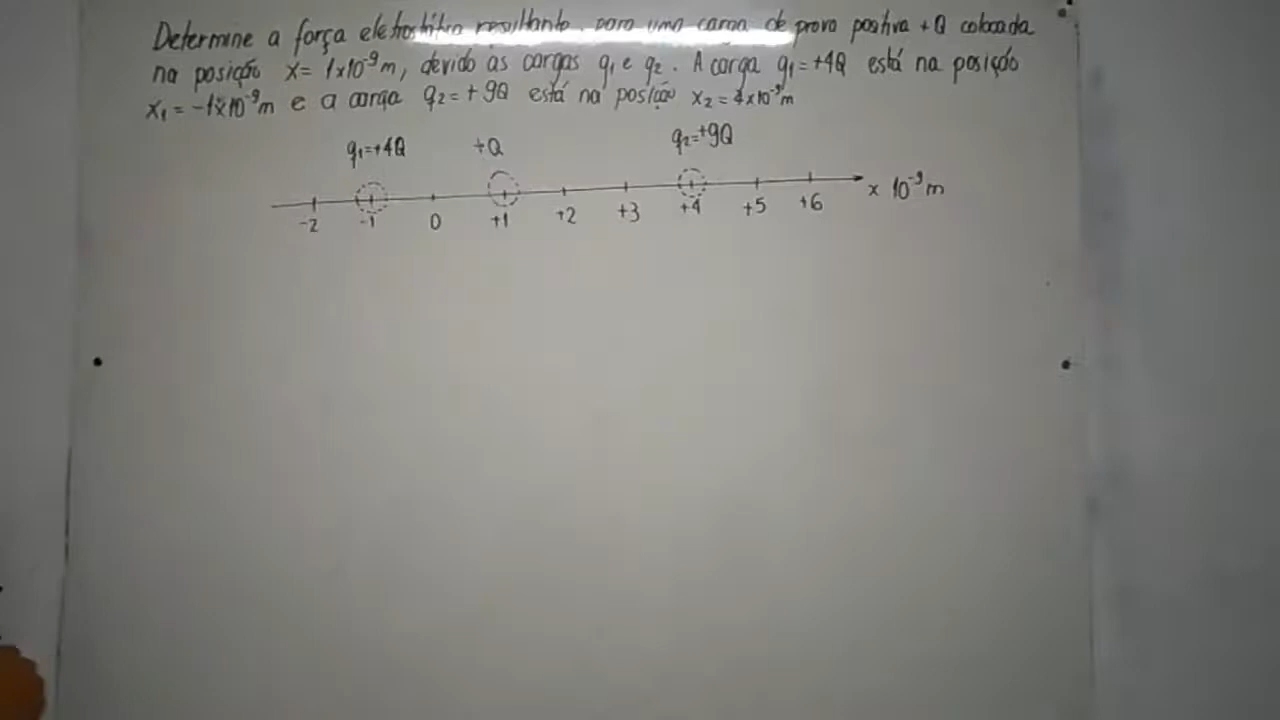 Determine a força eletrostática resultante, para uma carga de prova positiva +Q colocada
na posição x = 1x10⁻⁹m, devido às cargas q₁ e q₂. A carga q₁=+4Q está na posição
x₁ = -1x10⁻⁹m e a carga q₂ = +9Q está na posição x₂ = 4x10⁻⁹m
q₁=+4Q +Q q₂=+9Q
-2 -1 0 +1 +2 +3 +4 +5 +6 x 10⁻⁹m